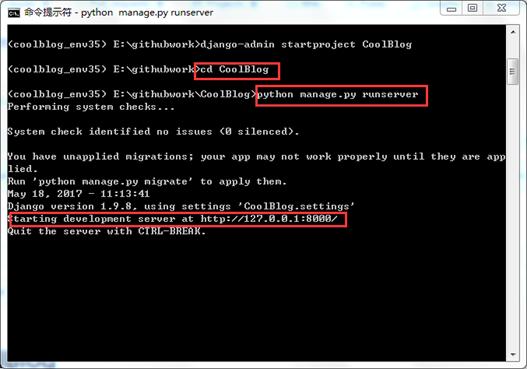 命令提示符 - python  manage.py runserver
(coolblog_env35) E:\githubwork>django-admin startproject CoolBlog
(coolblog_env35) E:\githubwork>cd CoolBlog
(coolblog_env35) E:\githubwork\CoolBlog>python manage.py runserver
Performing system checks...
System check identified no issues (0 silenced).
You have unapplied migrations; your app may not work properly until they are app
lied.
Run 'python manage.py migrate' to apply them.
May 18, 2017 - 11:13:41
Django version 1.9.8, using settings 'CoolBlog.settings'
Starting development server at http://127.0.0.1:8000/
Quit the server with CTRL-BREAK.